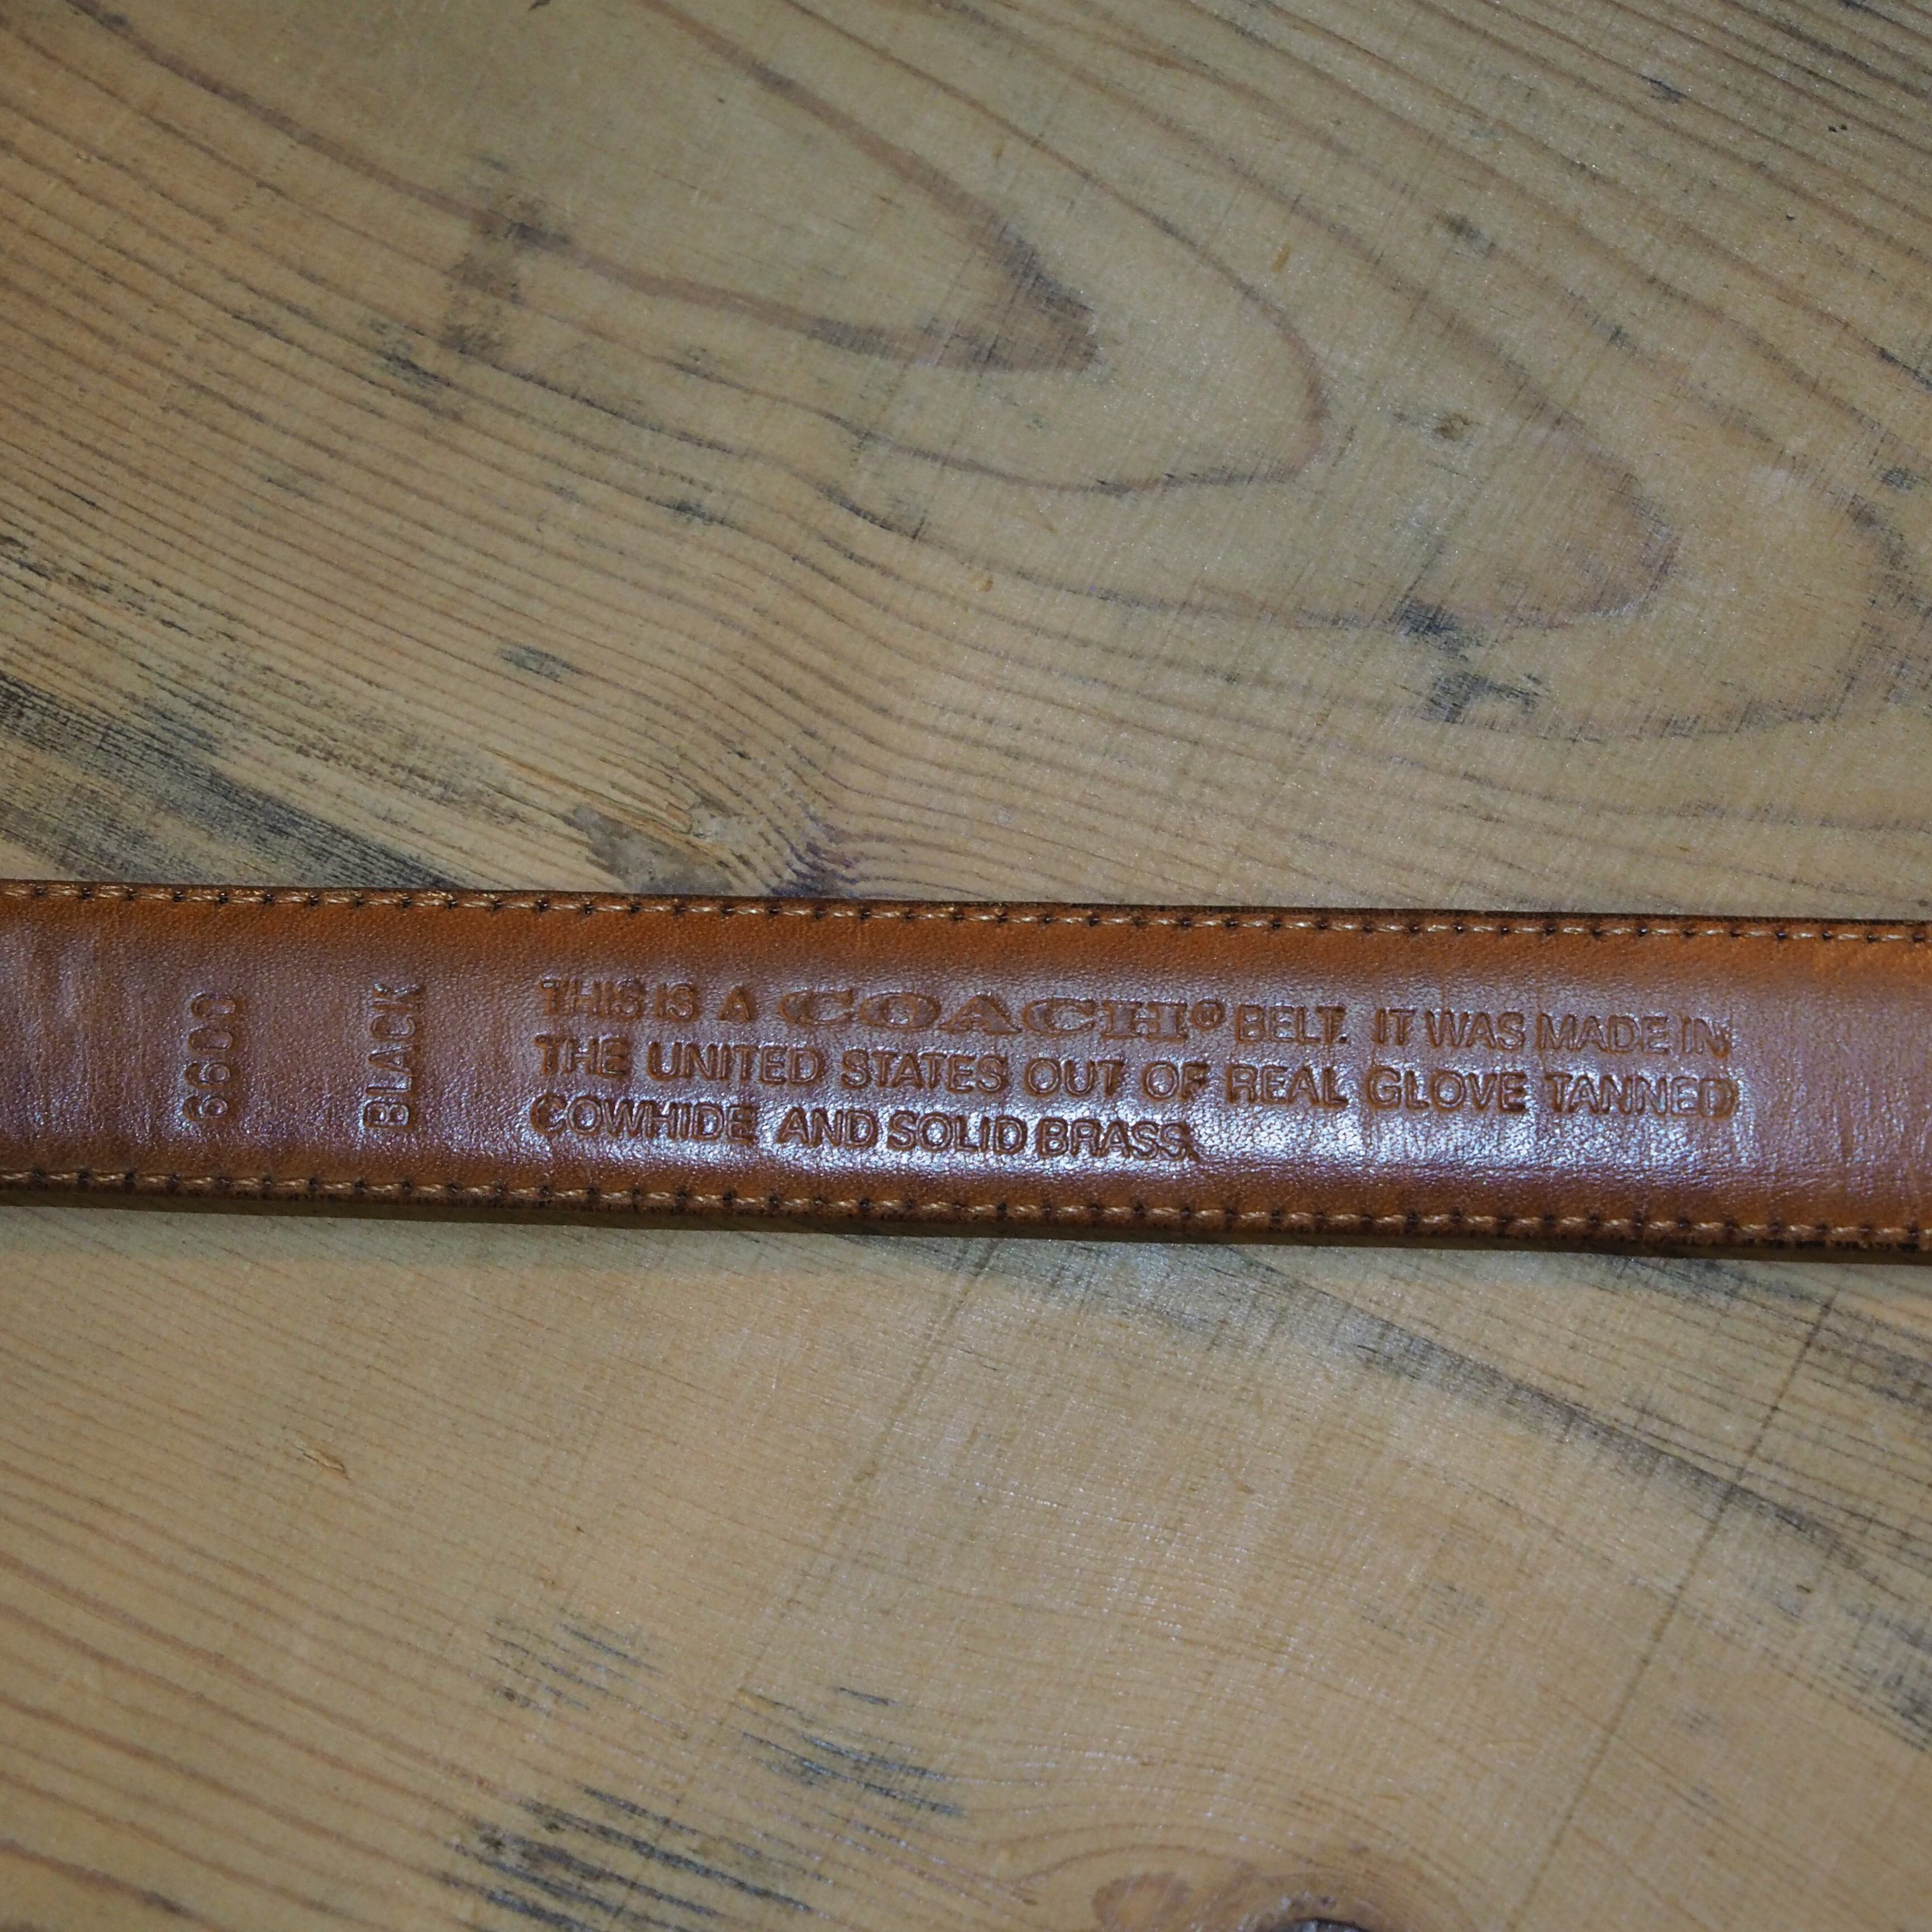 6600
BLACK
THIS IS A COACH® BELT. IT WAS MADE IN
THE UNITED STATES OUT OF REAL GLOVE TANNED
COWHIDE AND SOLID BRASS.